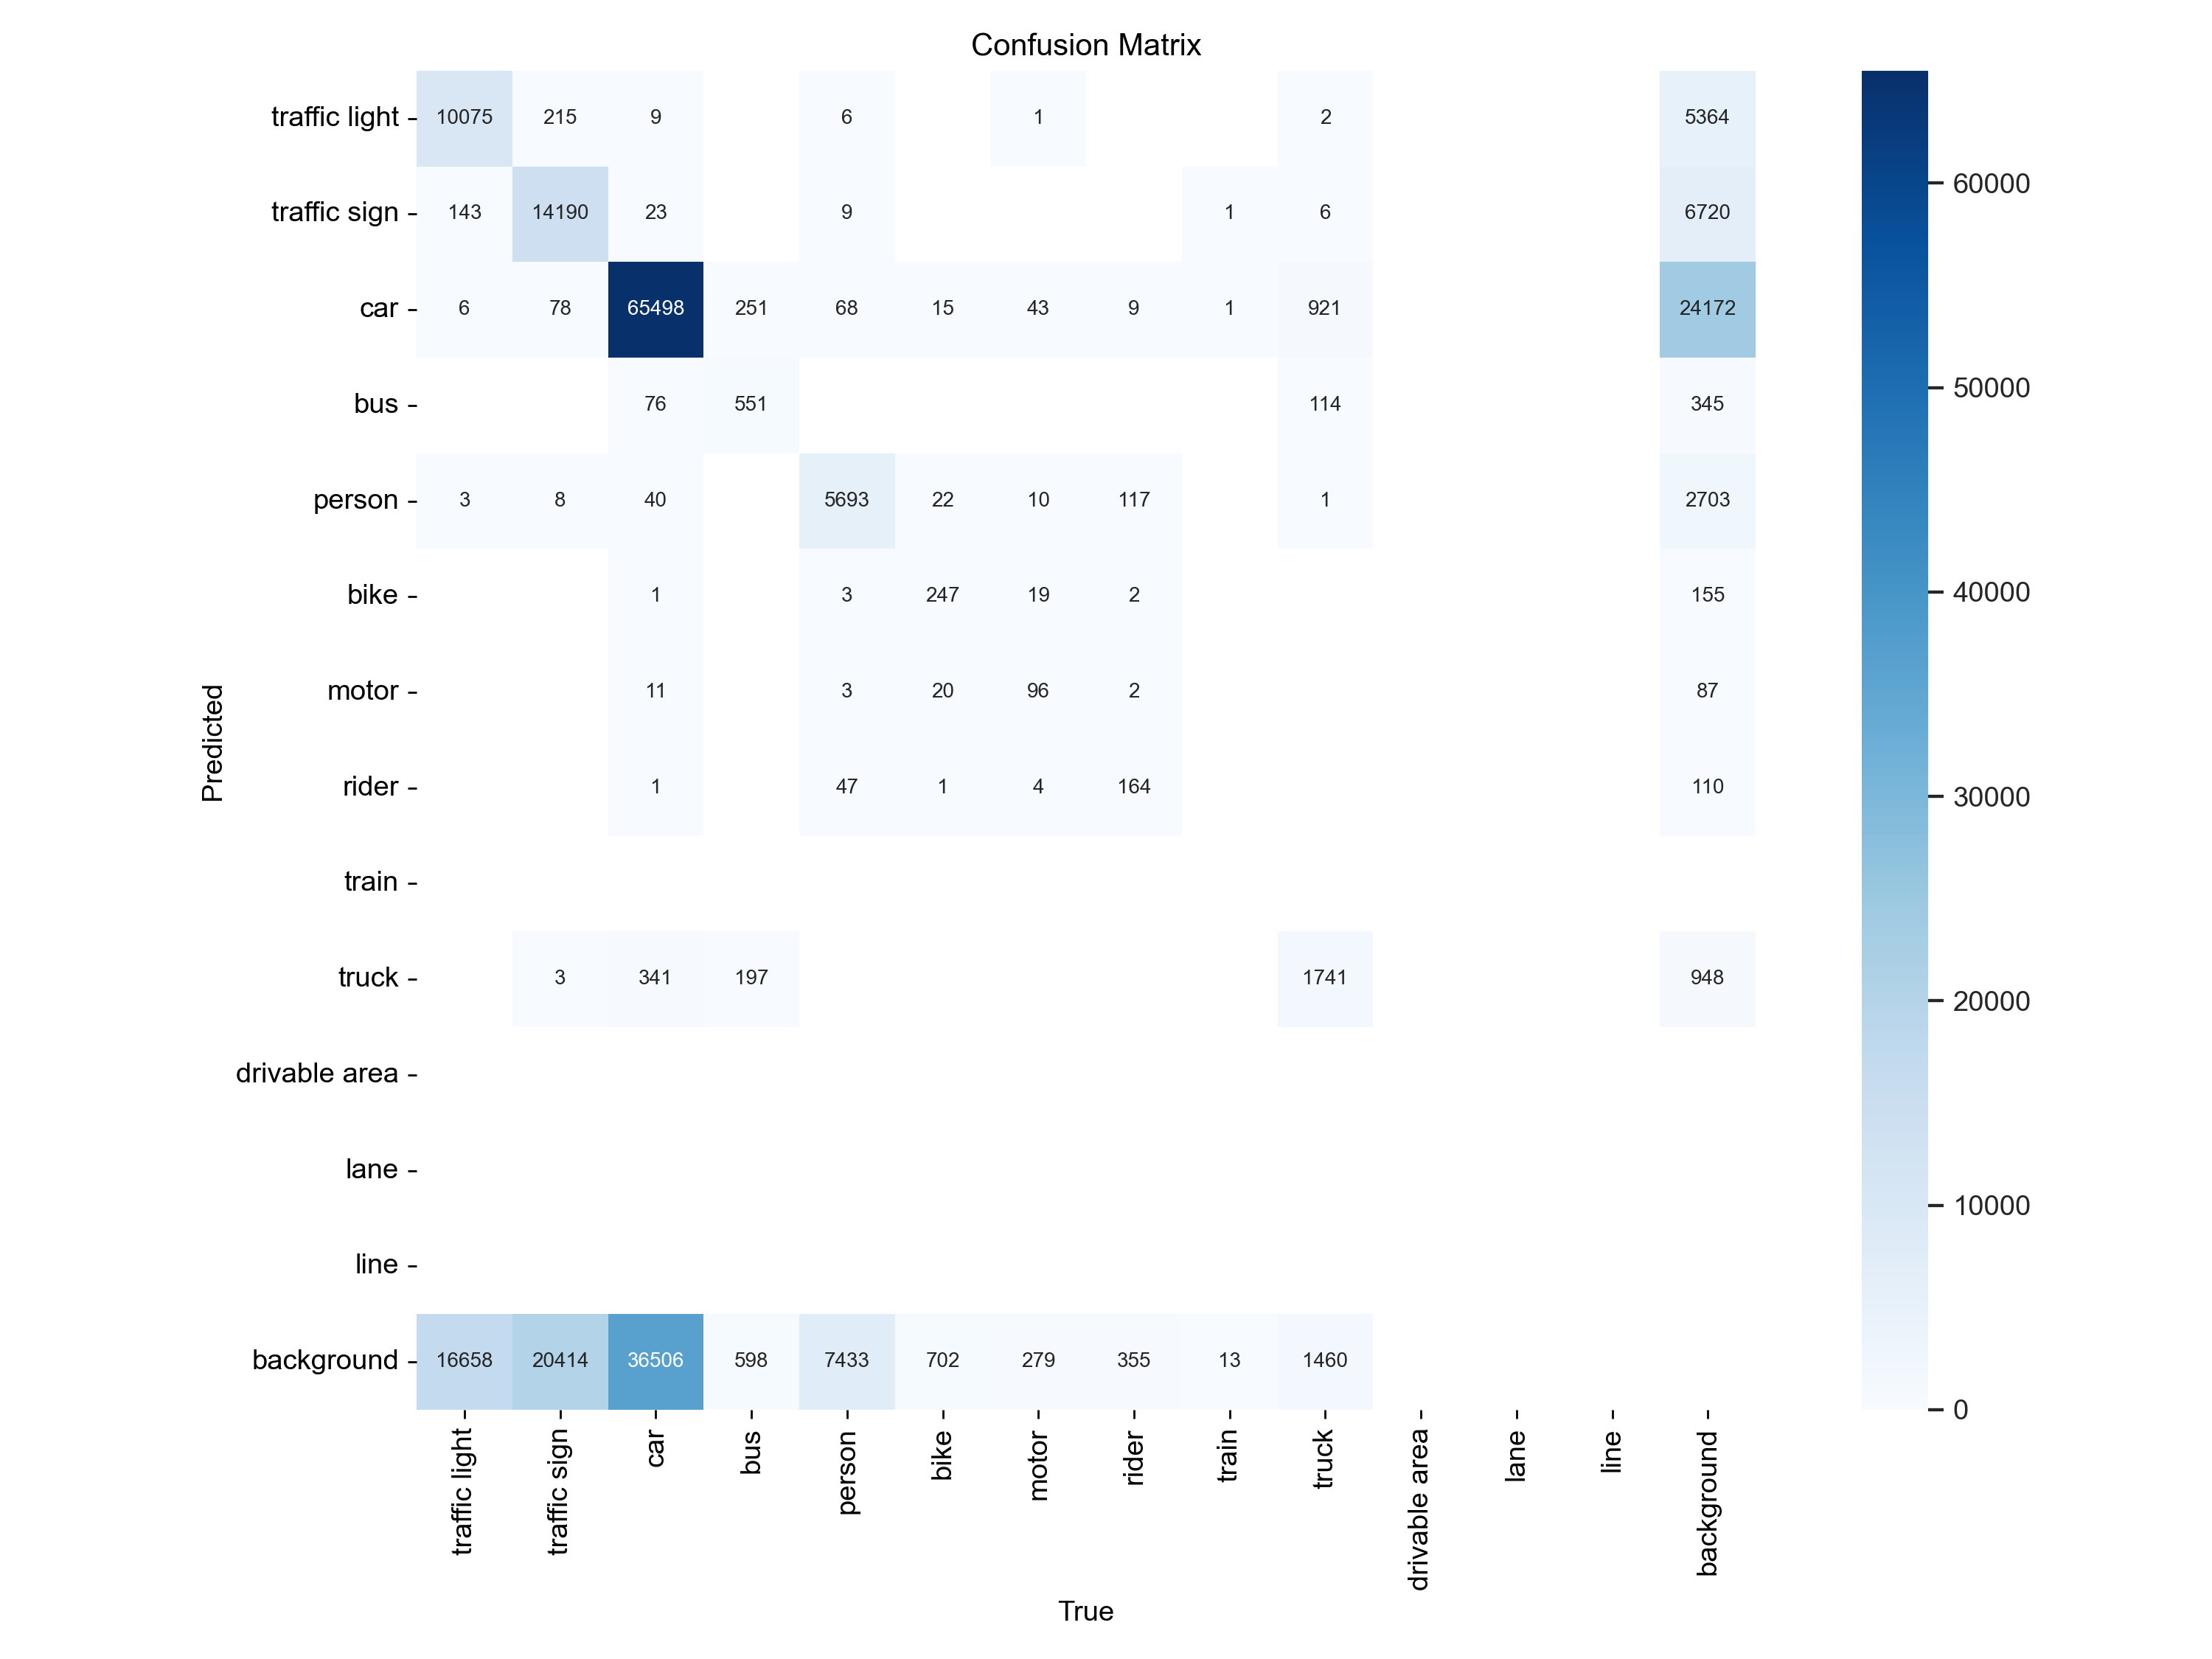 Confusion Matrix
traffic light 10075 215 9 6 1 2 5364
traffic sign 143 14190 23 9 1 6 6720
car 6 78 65498 251 68 15 43 9 1 921 24172
bus 76 551 114 345
person 3 8 40 5693 22 10 117 1 2703
bike 1 3 247 19 2 155
motor 11 3 20 96 2 87
rider 1 47 1 4 164 110
train
truck 3 341 197 1741 948
drivable area
lane
line
background 16658 20414 36506 598 7433 702 279 355 13 1460
Predicted
traffic light traffic sign car bus person bike motor rider train truck drivable area lane line background
True
60000
50000
40000
30000
20000
10000
0